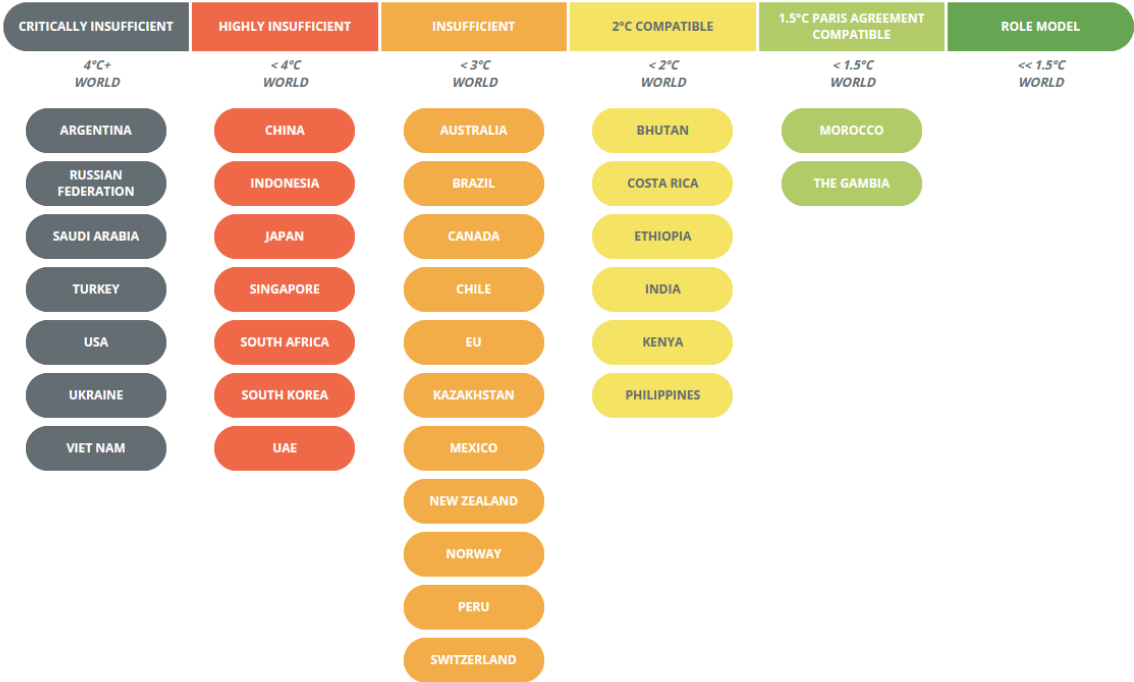 CRITICALLY INSUFFICIENT
HIGHLY INSUFFICIENT
INSUFFICIENT
2°C COMPATIBLE
1.5°C PARIS AGREEMENT
COMPATIBLE
ROLE MODEL
4°C+
WORLD
< 4°C
WORLD
< 3°C
WORLD
< 2°C
WORLD
< 1.5°C
WORLD
<< 1.5°C
WORLD
ARGENTINA
RUSSIAN
FEDERATION
SAUDI ARABIA
TURKEY
USA
UKRAINE
VIET NAM
CHINA
INDONESIA
JAPAN
SINGAPORE
SOUTH AFRICA
SOUTH KOREA
UAE
AUSTRALIA
BRAZIL
CANADA
CHILE
EU
KAZAKHSTAN
MEXICO
NEW ZEALAND
NORWAY
PERU
SWITZERLAND
BHUTAN
COSTA RICA
ETHIOPIA
INDIA
KENYA
PHILIPPINES
MOROCCO
THE GAMBIA